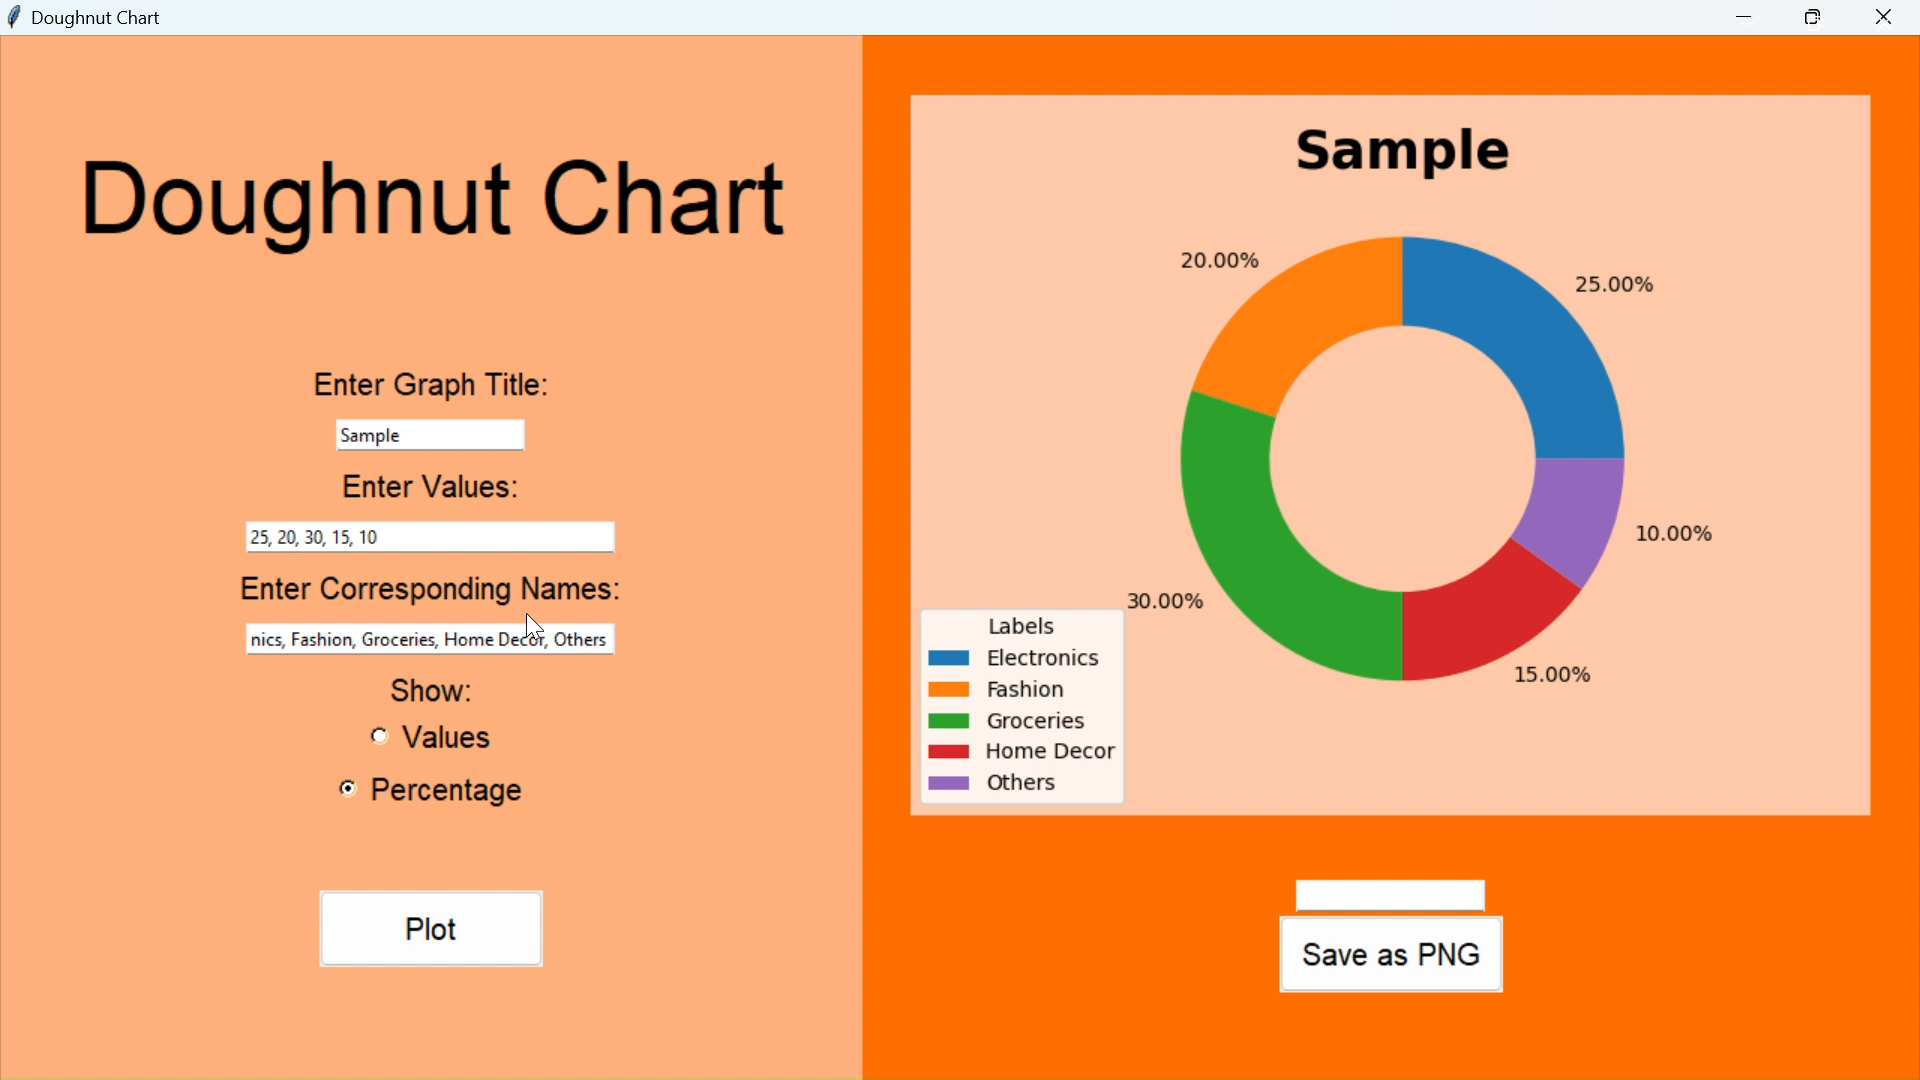 Doughnut Chart
Doughnut Chart
Enter Graph Title:
Sample
Enter Values:
25, 20, 30, 15, 10
Enter Corresponding Names:
nics, Fashion, Groceries, Home Decor, Others
Show:
Values
Percentage
Plot
Sample
20.00%
25.00%
10.00%
30.00%
15.00%
Labels
Electronics
Fashion
Groceries
Home Decor
Others
Save as PNG